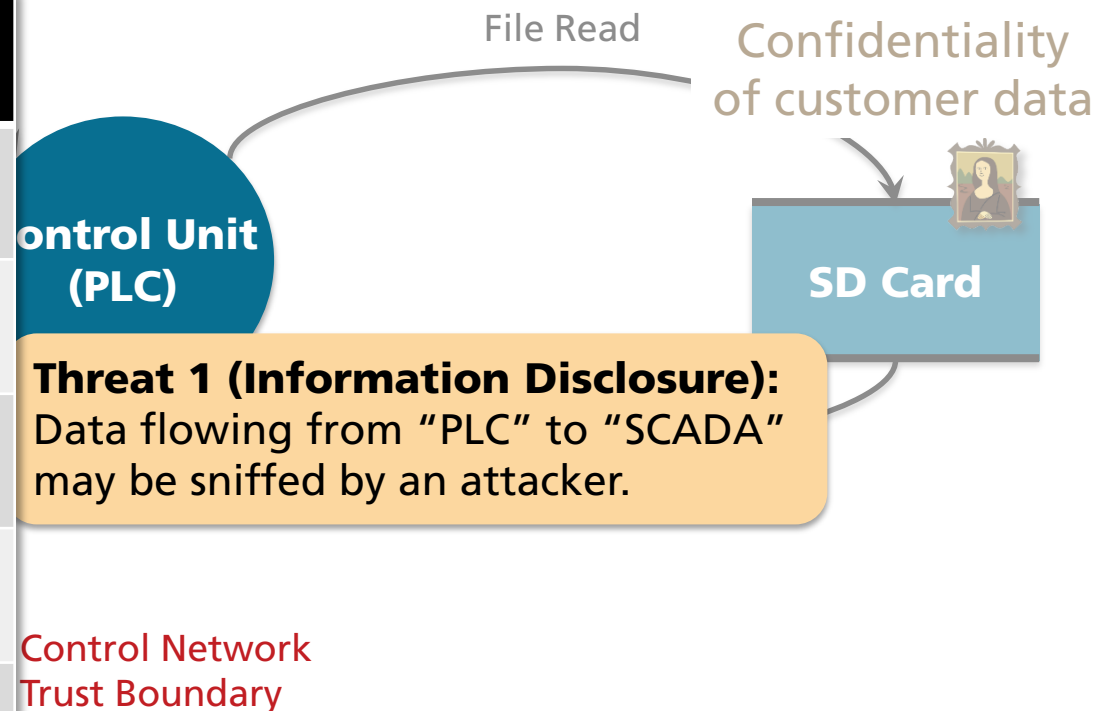 File Read
Confidentiality
of customer data
ontrol Unit
(PLC)
SD Card
Threat 1 (Information Disclosure):
Data flowing from “PLC” to “SCADA”
may be sniffed by an attacker.
Control Network
Trust Boundary